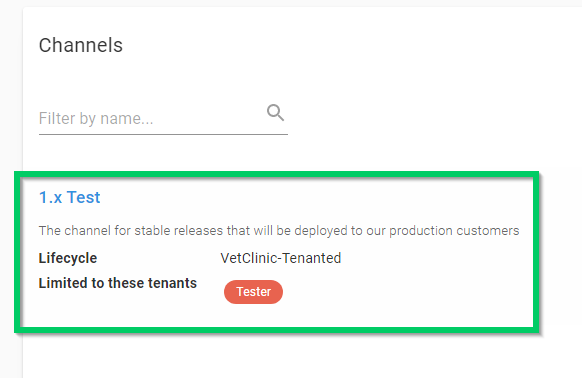 Channels
Filter by name...
1.x Test
The channel for stable releases that will be deployed to our production customers
Lifecycle VetClinic-Tenanted
Limited to these tenants Tester